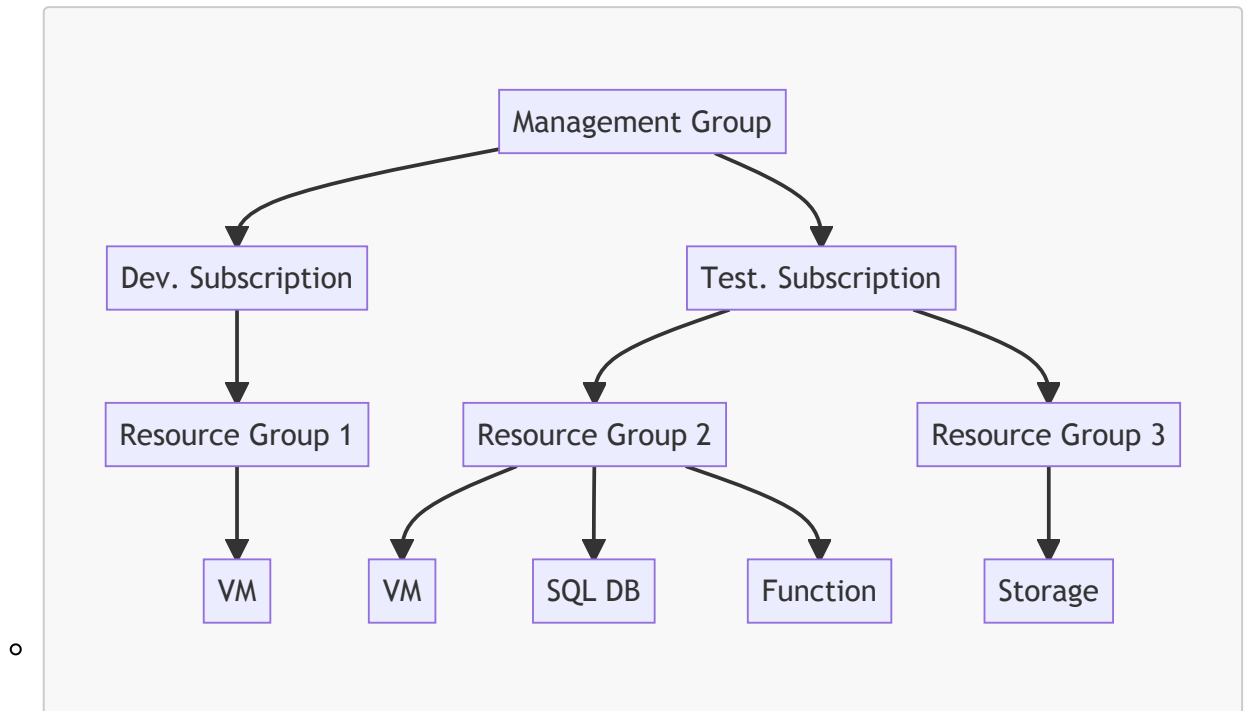 Management Group
Dev. Subscription
Test. Subscription
Resource Group 1
Resource Group 2
Resource Group 3
VM
VM
SQL DB
Function
Storage